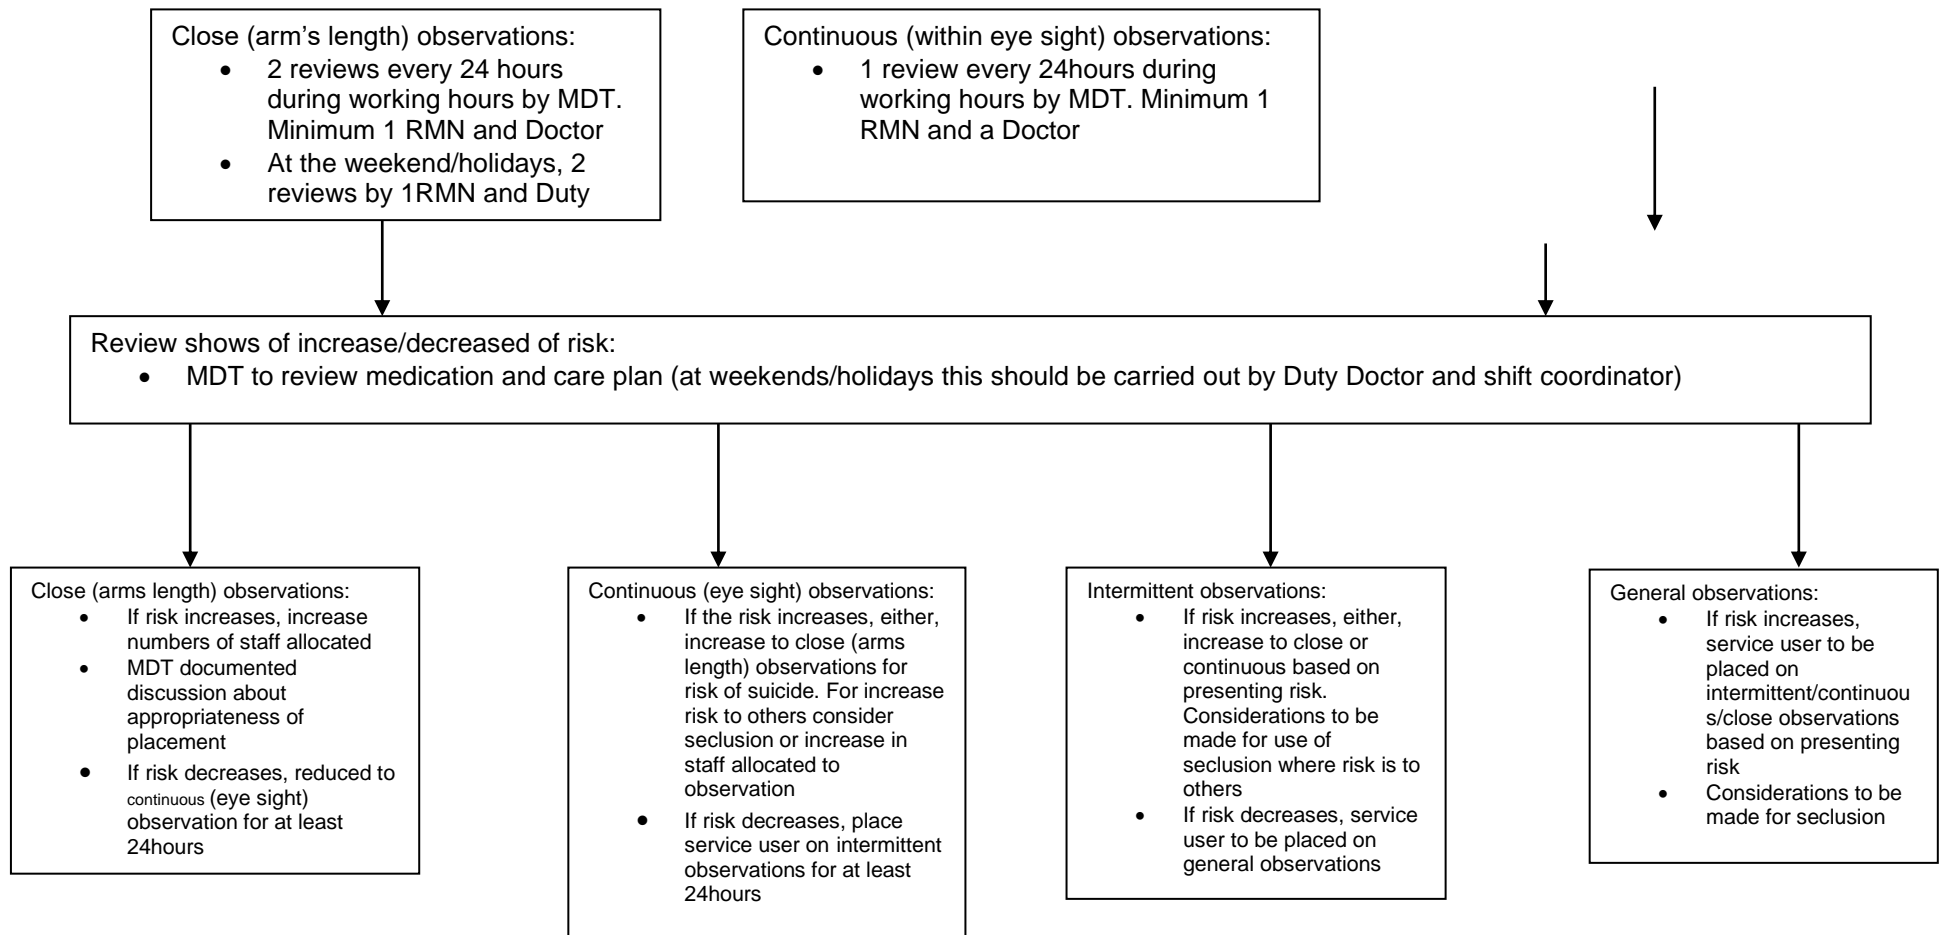 Close (arm's length) observations:
• 2 reviews every 24 hours
during working hours by MDT.
Minimum 1 RMN and Doctor
• At the weekend/holidays, 2
reviews by 1RMN and Duty
Continuous (within eye sight) observations:
• 1 review every 24hours during
working hours by MDT. Minimum 1
RMN and a Doctor
Review shows of increase/decreased of risk:
• MDT to review medication and care plan (at weekends/holidays this should be carried out by Duty Doctor and shift coordinator)
Close (arms length) observations:
• If risk increases, increase
numbers of staff allocated
• MDT documented
discussion about
appropriateness of
placement
• If risk decreases, reduced to
continuous (eye sight)
observation for at least
24hours
Continuous (eye sight) observations:
• If the risk increases, either,
increase to close (arms
length) observations for
risk of suicide. For increase
risk to others consider
seclusion or increase in
staff allocated to
observation
• If risk decreases, place
service user on intermittent
observations for at least
24hours
Intermittent observations:
• If risk increases, either,
increase to close or
continuous based on
presenting risk.
Considerations to be
made for use of
seclusion where risk is to
others
• If risk decreases, service
user to be placed on
general observations
General observations:
• If risk increases,
service user to be
placed on
intermittent/continuou
s/close observations
based on presenting
risk
• Considerations to be
made for seclusion